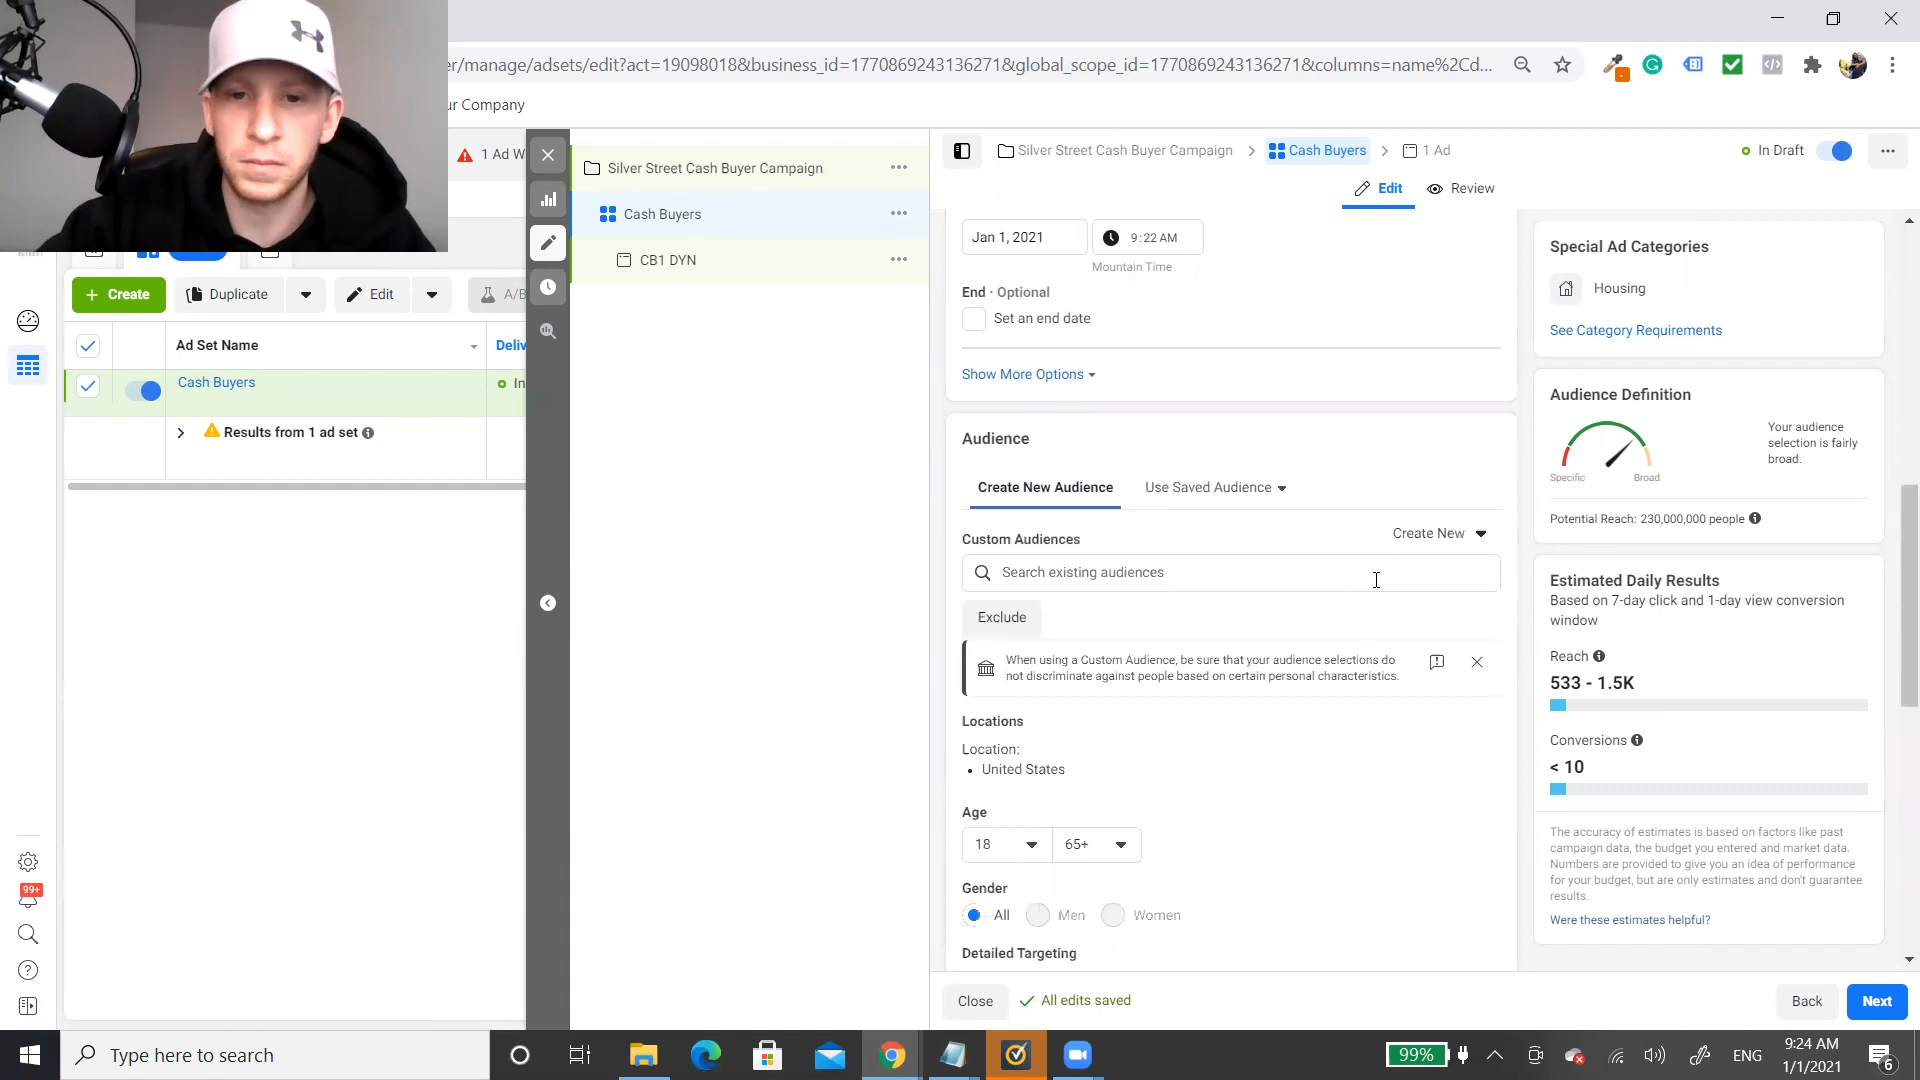 er/manage/adsets/edit?act=19098018&business_id=1770869243136271&global_scope_id=1770869243136271&columns=name%2Cd...
ur Company
1 Ad W
Silver Street Cash Buyer Campaign
Cash Buyers
CB1 DYN
Create
Duplicate
Edit
A/B
Ad Set Name
Deliv
Cash Buyers
In
Results from 1 ad set
99+
Silver Street Cash Buyer Campaign
Cash Buyers
1 Ad
In Draft
Edit
Review
Jan 1, 2021
9:22 AM
Mountain Time
End · Optional
Set an end date
Show More Options
Audience
Create New Audience
Use Saved Audience
Custom Audiences
Create New
Search existing audiences
Exclude
When using a Custom Audience, be sure that your audience selections do
not discriminate against people based on certain personal characteristics.
Locations
Location:
United States
Age
18
65+
Gender
All
Men
Women
Detailed Targeting
Close
All edits saved
Back
Next
Special Ad Categories
Housing
See Category Requirements
Audience Definition
Your audience
selection is fairly
broad.
Specific
Broad
Potential Reach: 230,000,000 people
Estimated Daily Results
Based on 7-day click and 1-day view conversion
window
Reach
533 - 1.5K
Conversions
< 10
The accuracy of estimates is based on factors like past
campaign data, the budget you entered and market data.
Numbers are provided to give you an idea of performance
for your budget, but are only estimates and don't guarantee
results.
Were these estimates helpful?
Type here to search
99%
ENG
9:24 AM
1/1/2021
6